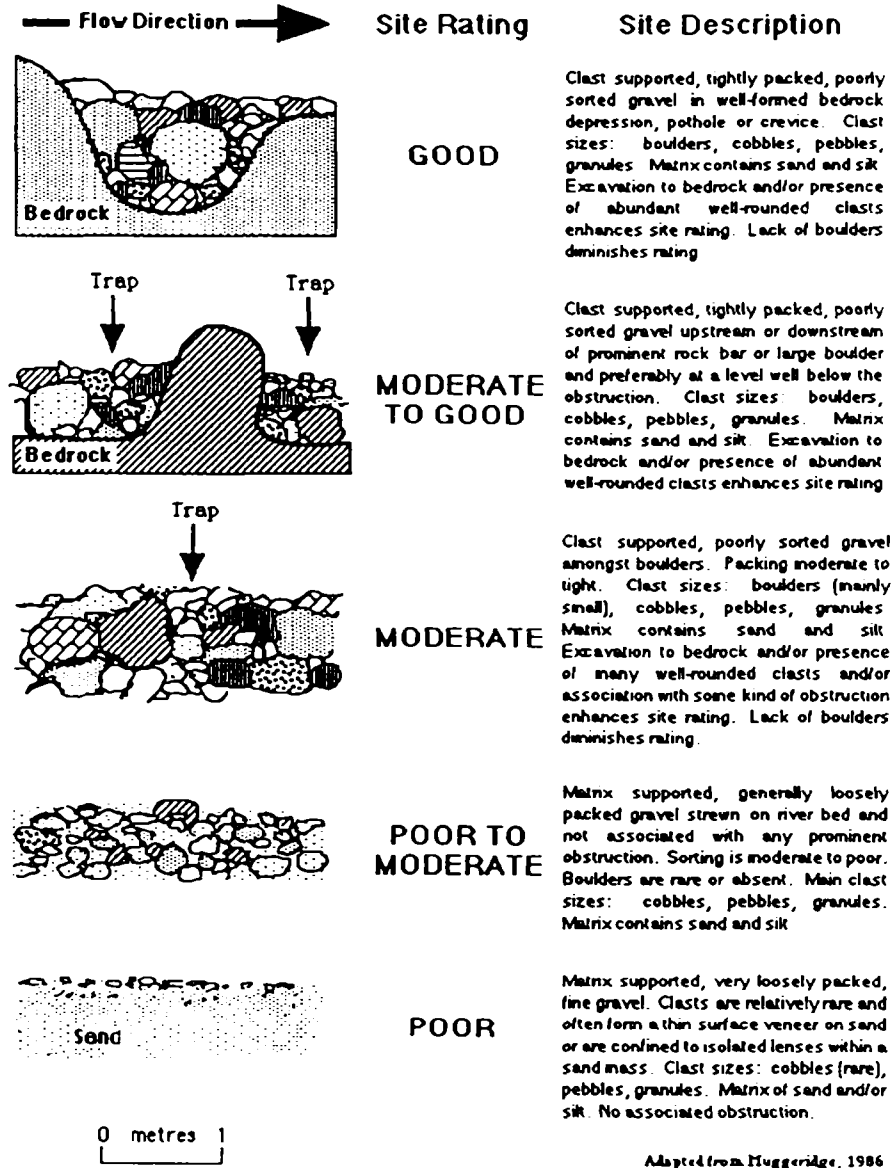 Flow Direction
Site Rating
Site Description
Bedrock
GOOD
Clast supported, tightly packed, poorly
sorted gravel in well-formed bedrock
depression, pothole or crevice. Clast
sizes: boulders, cobbles, pebbles,
granules Matrix contains sand and silt
Excavation to bedrock and/or presence
of abundant well-rounded clasts
enhances site rating. Lack of boulders
diminishes rating
Trap
Trap
Bedrock
MODERATE
TO GOOD
Clast supported, tightly packed, poorly
sorted gravel upstream or downstream
of prominent rock bar or large boulder
and preferably at a level well below the
obstruction. Clast sizes: boulders,
cobbles, pebbles, granules. Matrix
contains sand and silt. Excavation to
bedrock and/or presence of abundant
well-rounded clasts enhances site rating
Trap
MODERATE
Clast supported, poorly sorted gravel
amongst boulders. Packing moderate to
tight. Clast sizes: boulders (mainly
small), cobbles, pebbles, granules
Matrix contains sand and silt
Excavation to bedrock and/or presence
of many well-rounded clasts and/or
association with some kind of obstruction
enhances site rating. Lack of boulders
diminishes rating.
POOR TO
MODERATE
Matrix supported, generally loosely
packed gravel strewn on river bed and
not associated with any prominent
obstruction. Sorting is moderate to poor.
Boulders are rare or absent. Main clast
sizes: cobbles, pebbles, granules.
Matrix contains sand and silt
Sand
POOR
Matrix supported, very loosely packed,
fine gravel. Clasts are relatively rare and
often form a thin surface veneer on sand
or are confined to isolated lenses within a
sand mass. Clast sizes: cobbles (rare),
pebbles, granules. Matrix of sand and/or
silt. No associated obstruction.
0 metres 1
Adapted from Muggeridge, 1986